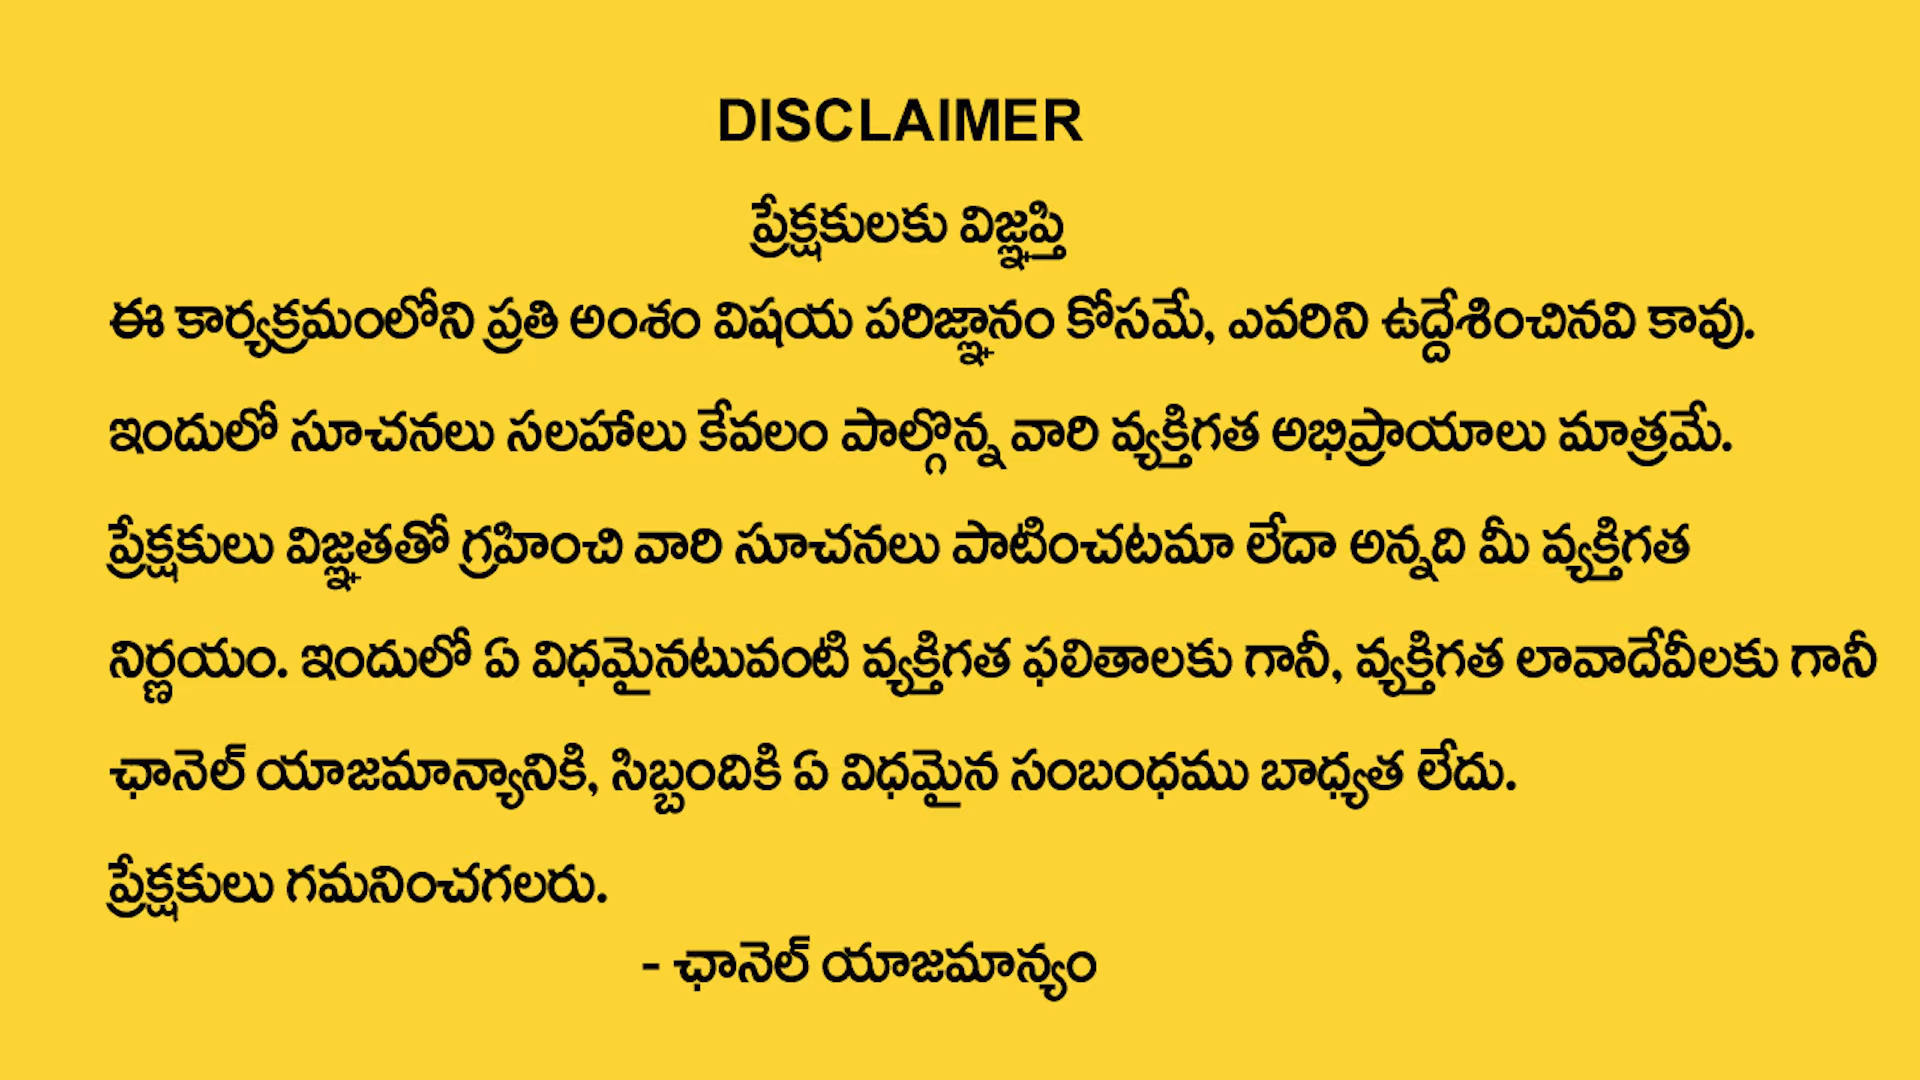 DISCLAIMER
ప్రేక్షకులకు విజ్ఞప్తి
ఈ కార్యక్రమంలోని ప్రతి అంశం విషయ పరిజ్ఞానం కోసమే, ఎవరిని ఉద్దేశించినవి కావు.
ఇందులో సూచనలు సలహాలు కేవలం పాల్గొన్న వారి వ్యక్తిగత అభిప్రాయాలు మాత్రమే.
ప్రేక్షకులు విజ్ఞతతో గ్రహించి వారి సూచనలు పాటించటమా లేదా అన్నది మీ వ్యక్తిగత
నిర్ణయం. ఇందులో ఏ విధమైనటువంటి వ్యక్తిగత ఫలితాలకు గానీ, వ్యక్తిగత లావాదేవీలకు గానీ
ఛానెల్ యాజమాన్యానికి, సిబ్బందికి ఏ విధమైన సంబంధము బాధ్యత లేదు.
ప్రేక్షకులు గమనించగలరు.
- ఛానెల్ యాజమాన్యం